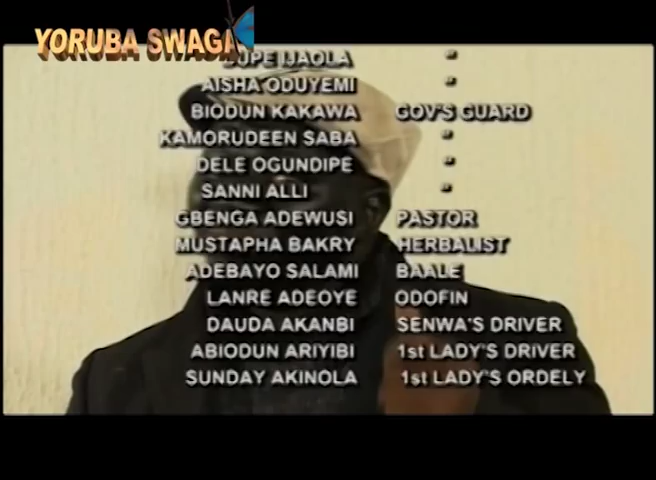 YORUBA SWAGA
IJAOLA "
AISHA ODUYEMI "
BIODUN KAKAWA GOV'S GUARD
KAMORUDEEN SABA "
DELE OGUNDIPE "
SANNI ALLI "
GBENGA ADEWUSI PASTOR
MUSTAPHA BAKRY HERBALIST
ADEBAYO SALAMI BAALE
LANRE ADEOYE ODOFIN
DAUDA AKANBI SENWA'S DRIVER
ABIODUN ARIYIBI 1st LADY'S DRIVER
SUNDAY AKINOLA 1st LADY'S ORDELY